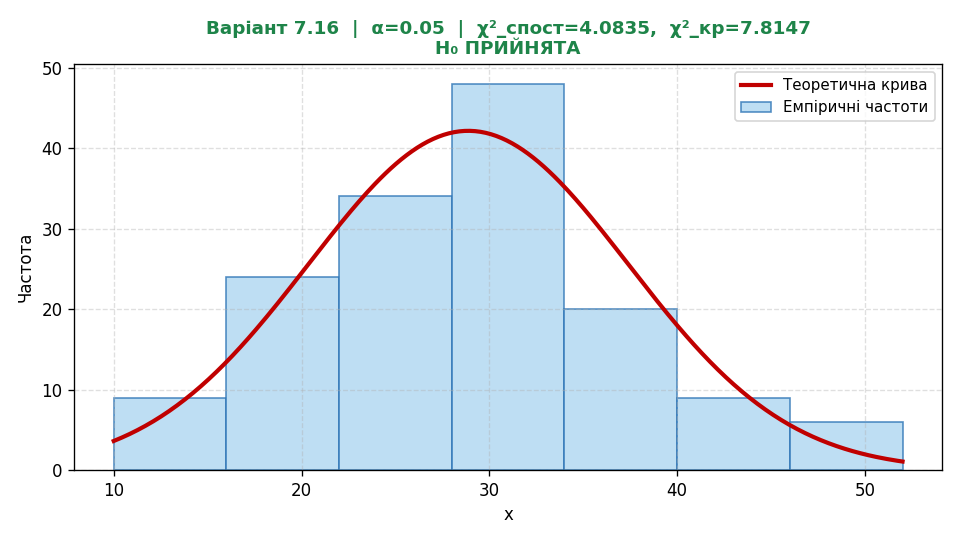 Варіант 7.16 | α=0.05 | χ²_спост=4.0835, χ²_кр=7.8147
H₀ ПРИЙНЯТА
Теоретична крива
Емпіричні частоти
Частота
50
40
30
20
10
0
10 20 30 40 50
x